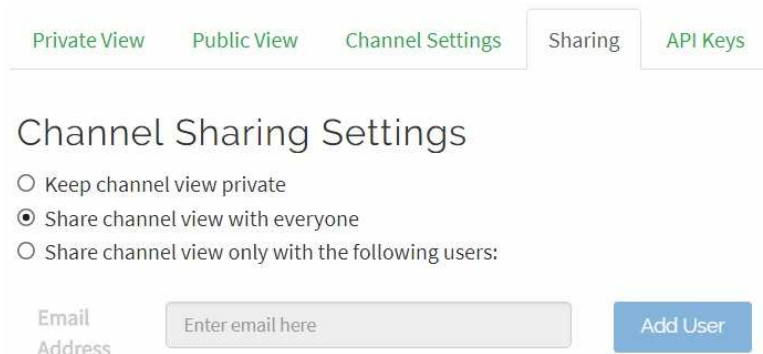 Private View Public View Channel Settings Sharing API Keys
Channel Sharing Settings
Keep channel view private
Share channel view with everyone
Share channel view only with the following users:
Email Enter email here Add User
Address